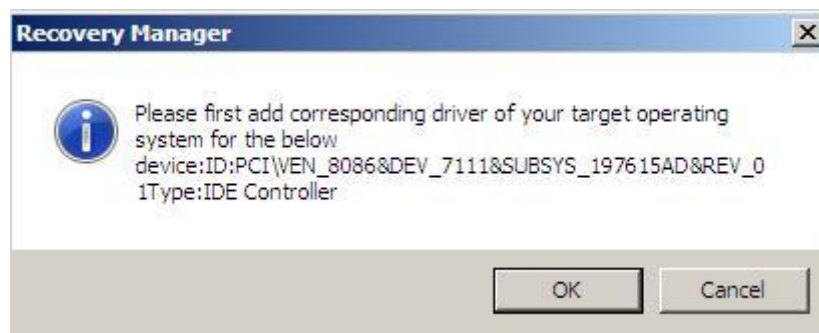 Recovery Manager
Please first add corresponding driver of your target operating
system for the below
device:ID:PCI\VEN_8086&DEV_7111&SUBSYS_197615AD&REV_0
1Type:IDE Controller
OK Cancel